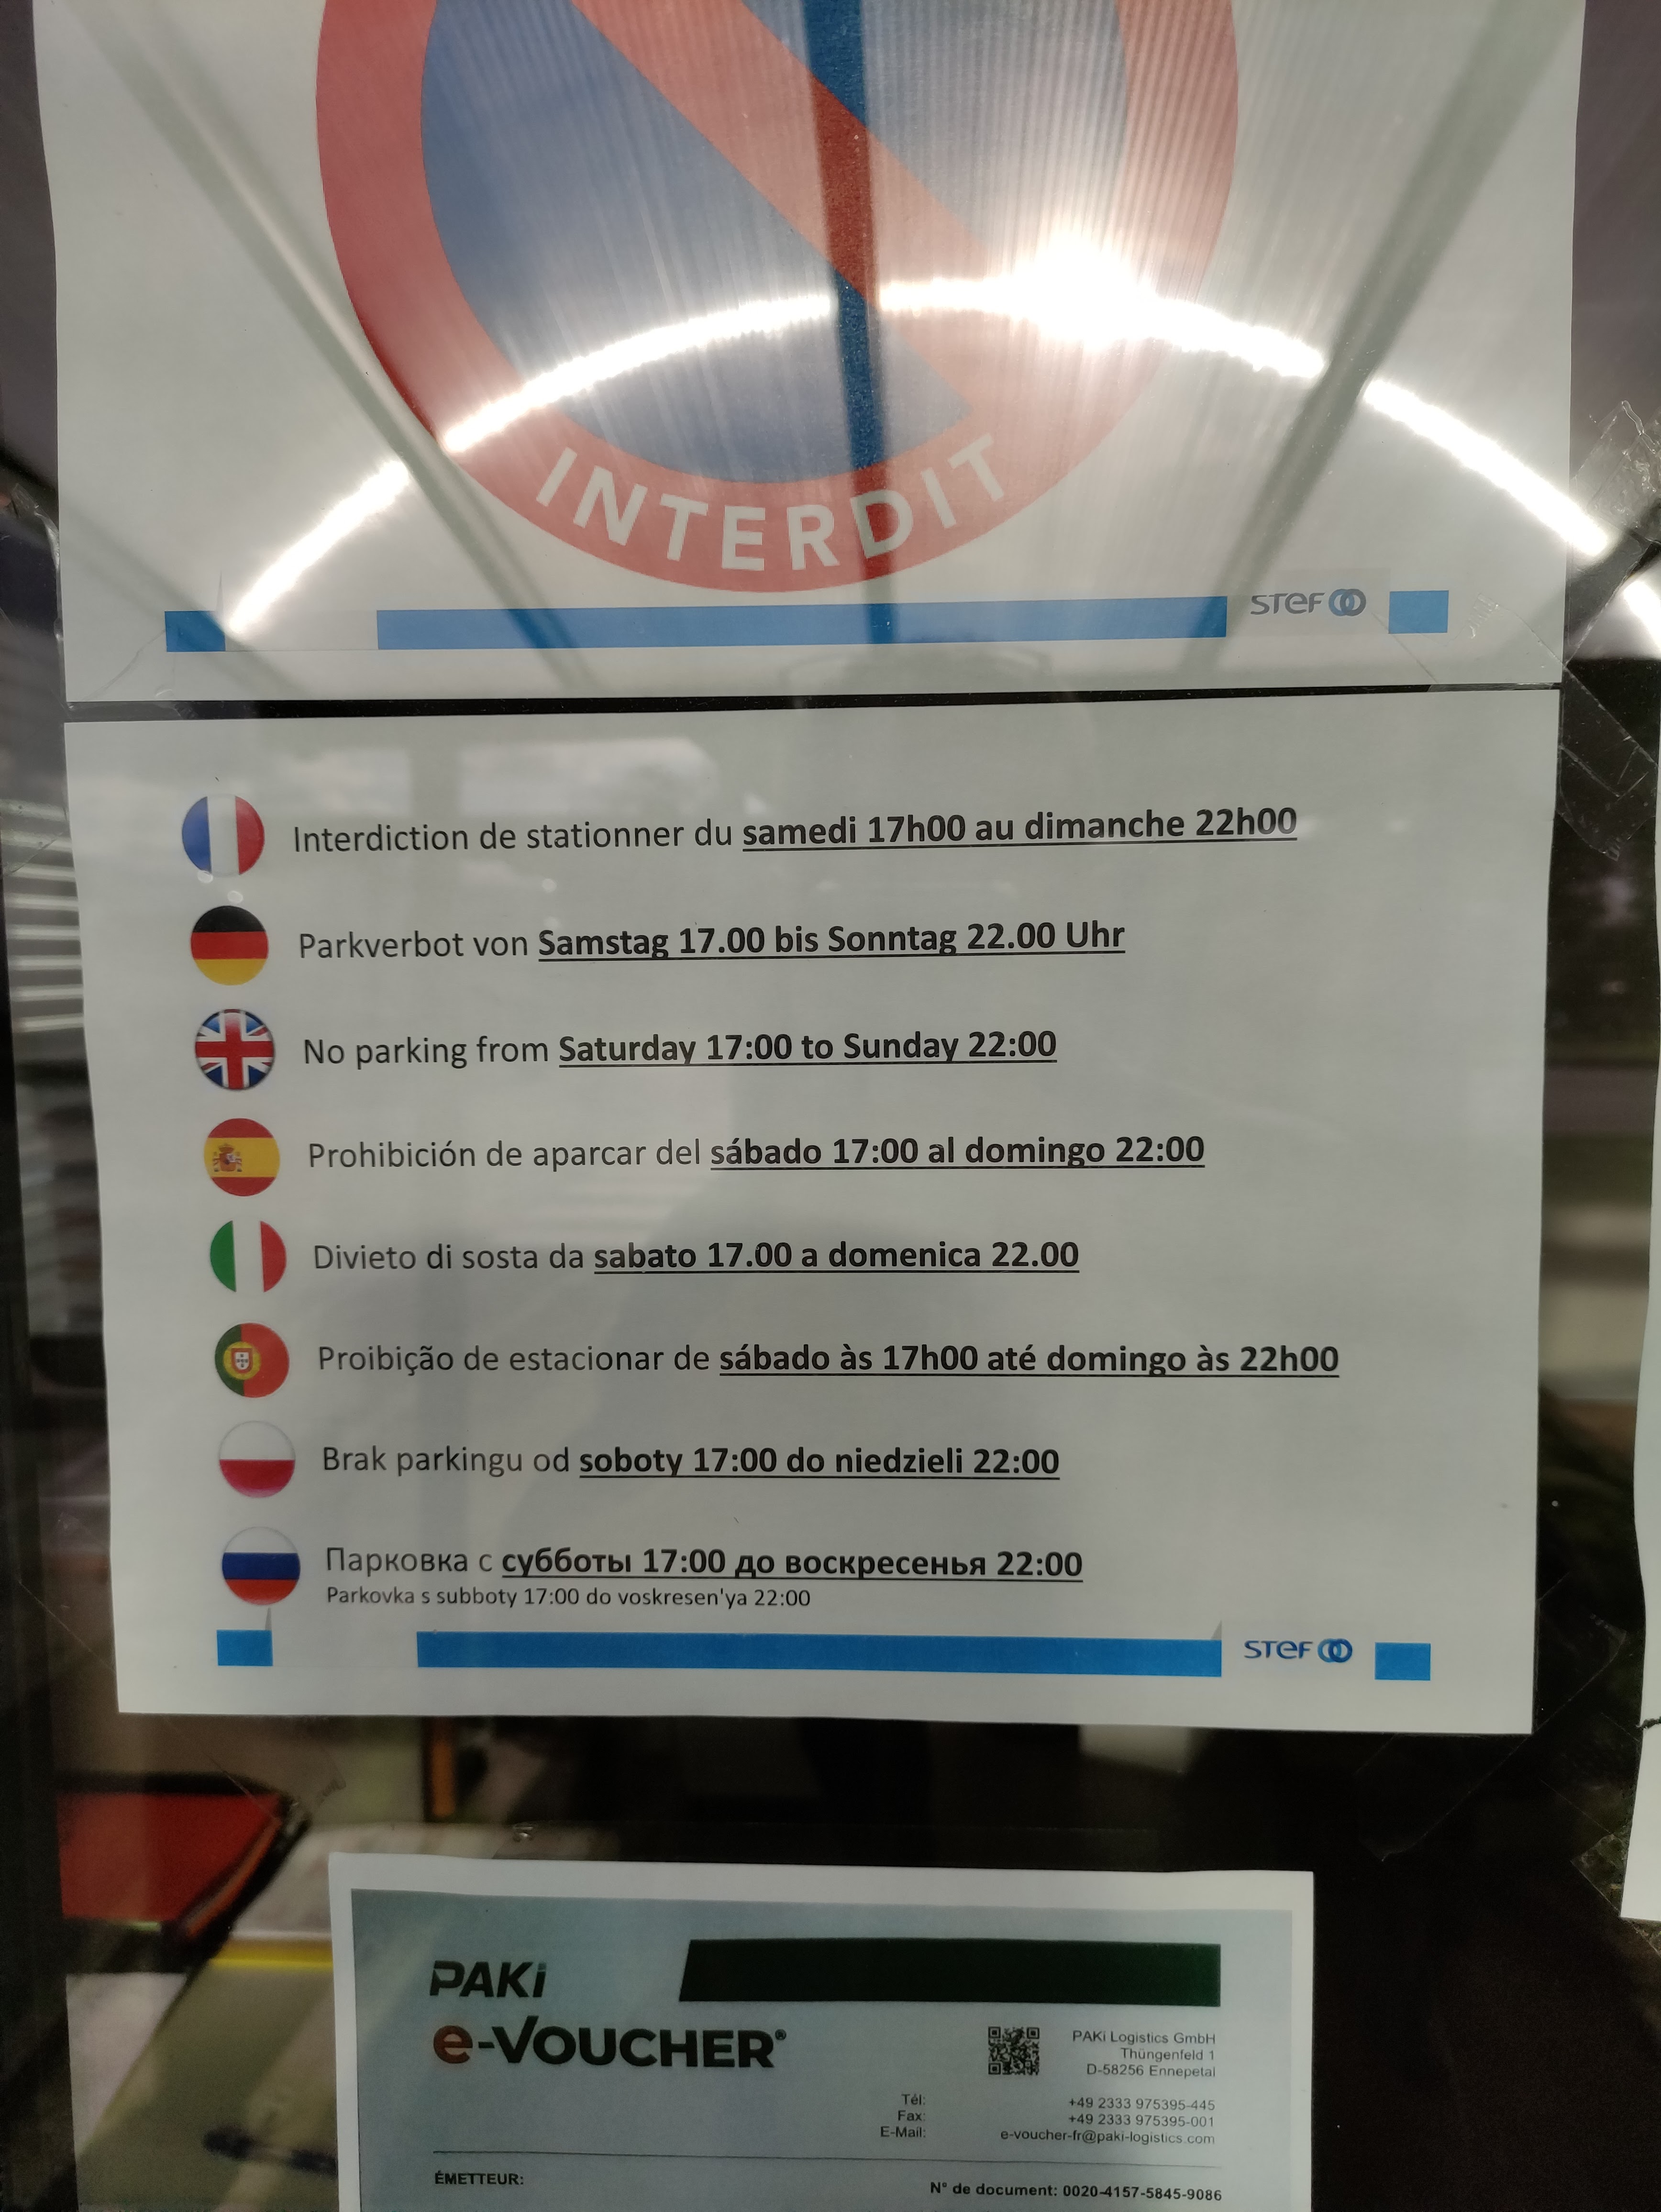 INTERDIT
STEF
Interdiction de stationner du samedi 17h00 au dimanche 22h00
Parkverbot von Samstag 17.00 bis Sonntag 22.00 Uhr
No parking from Saturday 17:00 to Sunday 22:00
Prohibición de aparcar del sábado 17:00 al domingo 22:00
Divieto di sosta da sabato 17.00 a domenica 22.00
Proibição de estacionar de sábado às 17h00 até domingo às 22h00
Brak parkingu od soboty 17:00 do niedzieli 22:00
Парковка с субботы 17:00 до воскресенья 22:00
Parkovka s subboty 17:00 do voskresen'ya 22:00
STEF
PAKi
e-VOUCHER®
PAKi Logistics GmbH
Thüngenfeld 1
D-58256 Ennepetal
Tél: +49 2333 975395-445
Fax: +49 2333 975395-001
E-Mail: e-voucher-fr@paki-logistics.com
ÉMETTEUR:
N° de document: 0020-4157-5845-9086